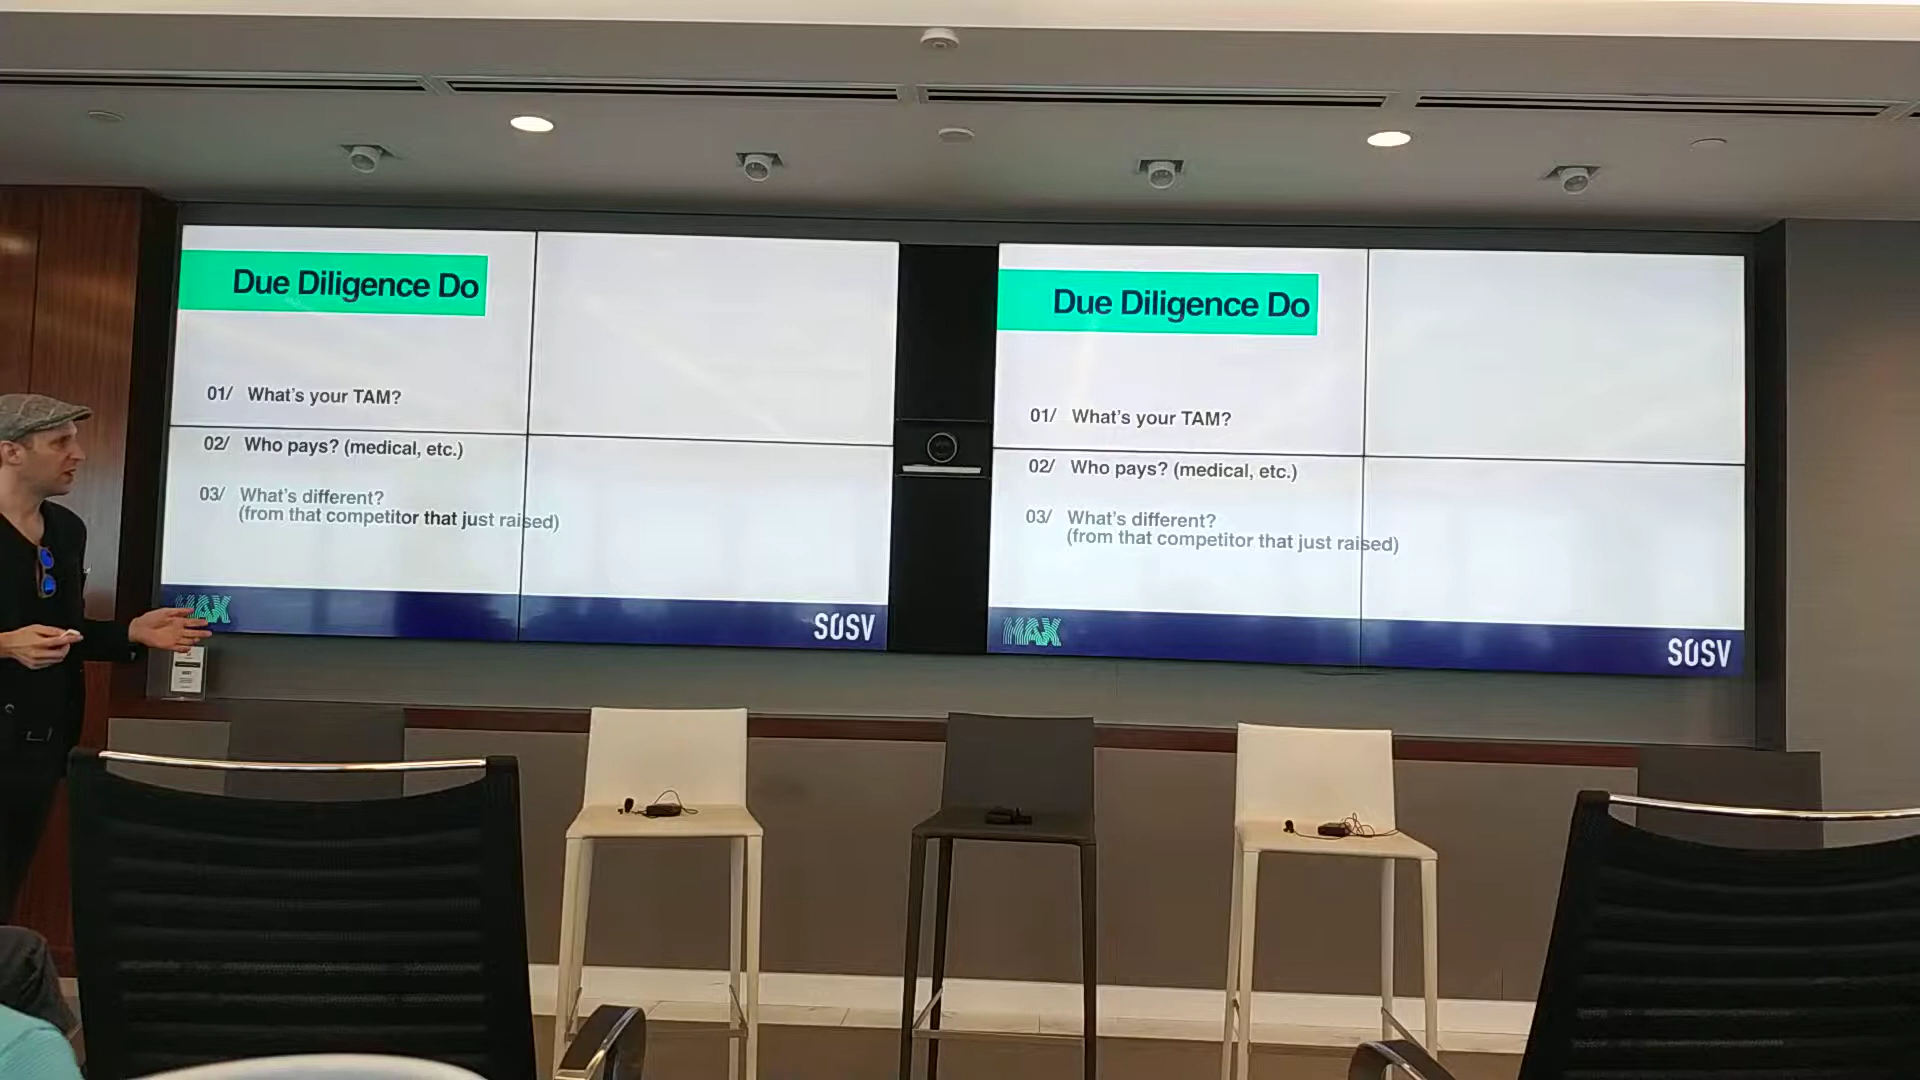 Due Diligence Do
01/ What's your TAM?
02/ Who pays? (medical, etc.)
03/ What's different?
(from that competitor that just raised)
HAX
SOSV
Due Diligence Do
01/ What's your TAM?
02/ Who pays? (medical, etc.)
03/ What's different?
(from that competitor that just raised)
HAX
SOSV